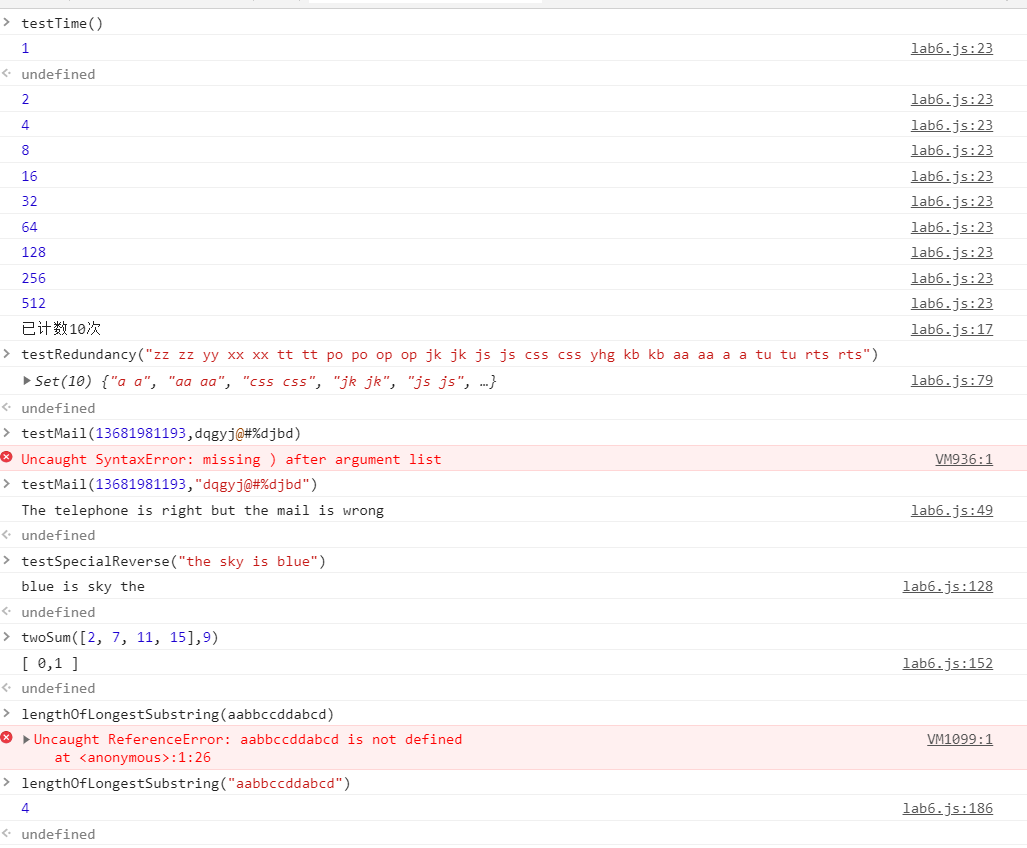 testTime()
1 lab6.js:23
undefined
2 lab6.js:23
4 lab6.js:23
8 lab6.js:23
16 lab6.js:23
32 lab6.js:23
64 lab6.js:23
128 lab6.js:23
256 lab6.js:23
512 lab6.js:23
已计数10次 lab6.js:17
testRedundancy("zz zz yy xx xx tt tt po po op op jk jk js js css css yhg kb kb aa aa a a tu tu rts rts")
Set(10) {"a a", "aa aa", "css css", "jk jk", "js js", …} lab6.js:79
undefined
testMail(13681981193,dqgyj@#%djbd)
Uncaught SyntaxError: missing ) after argument list VM936:1
testMail(13681981193,"dqgyj@#%djbd")
The telephone is right but the mail is wrong lab6.js:49
undefined
testSpecialReverse("the sky is blue")
blue is sky the lab6.js:128
undefined
twoSum([2, 7, 11, 15],9)
[ 0,1 ] lab6.js:152
undefined
lengthOfLongestSubstring(aabbccddabcd)
Uncaught ReferenceError: aabbccddabcd is not defined VM1099:1
at <anonymous>:1:26
lengthOfLongestSubstring("aabbccddabcd")
4 lab6.js:186
undefined